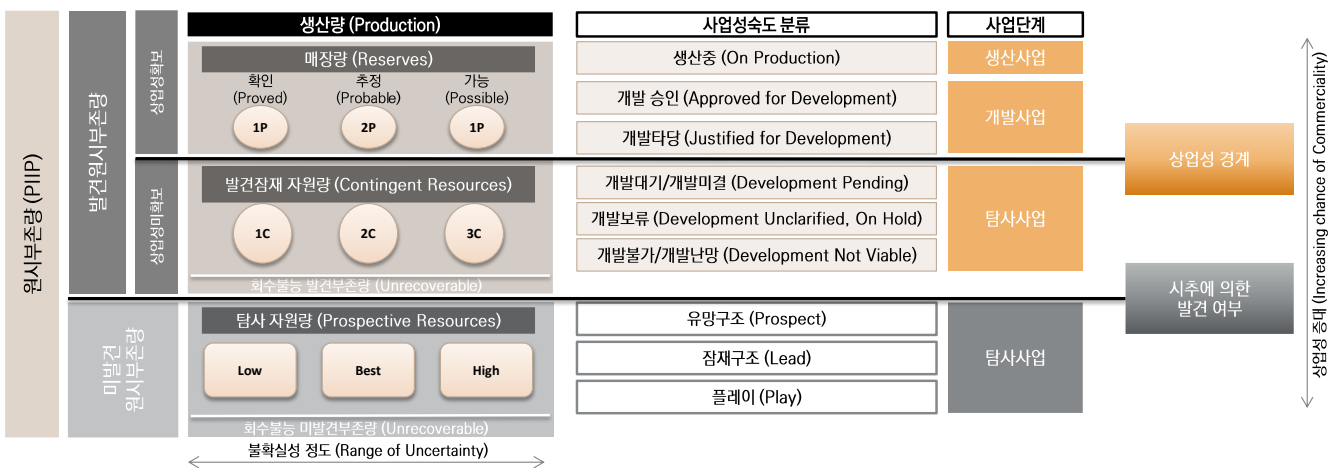 생산량 (Production)
사업성숙도 분류
사업단계
매장량 (Reserves)
확인
(Proved)
추정
(Probable)
가능
(Possible)
1P
2P
1P
생산중 (On Production)
개발 승인 (Approved for Development)
개발타당 (Justified for Development)
생산사업
개발사업
상업성 경계
원시부존량 (PIIP)
발견원시부존량
상업성확보
상업성미확보
발견잠재 자원량 (Contingent Resources)
1C
2C
3C
회수불능 발견부존량 (Unrecoverable)
개발대기/개발미결 (Development Pending)
개발보류 (Development Unclarified, On Hold)
개발불가/개발난망 (Development Not Viable)
탐사사업
시추에 의한
발견 여부
미발견
원시부존량
탐사 자원량 (Prospective Resources)
Low
Best
High
회수불능 미발견부존량 (Unrecoverable)
유망구조 (Prospect)
잠재구조 (Lead)
플레이 (Play)
탐사사업
상업성 증대 (Increasing chance of Commerciality)
불확실성 정도 (Range of Uncertainty)